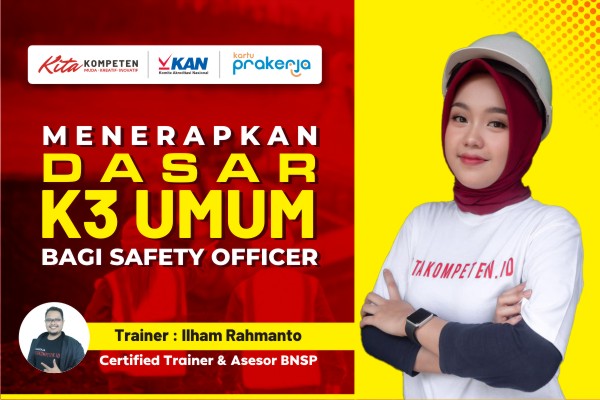 Kita KOMPETEN
MUDA • KREATIF • INOVATIF
KAN
Komite Akreditasi Nasional
kartu
prakerja
MENERAPKAN
DASAR
K3 UMUM
BAGI SAFETY OFFICER
TAKOMPETEN.ID
Trainer : Ilham Rahmanto
Certified Trainer & Asesor BNSP